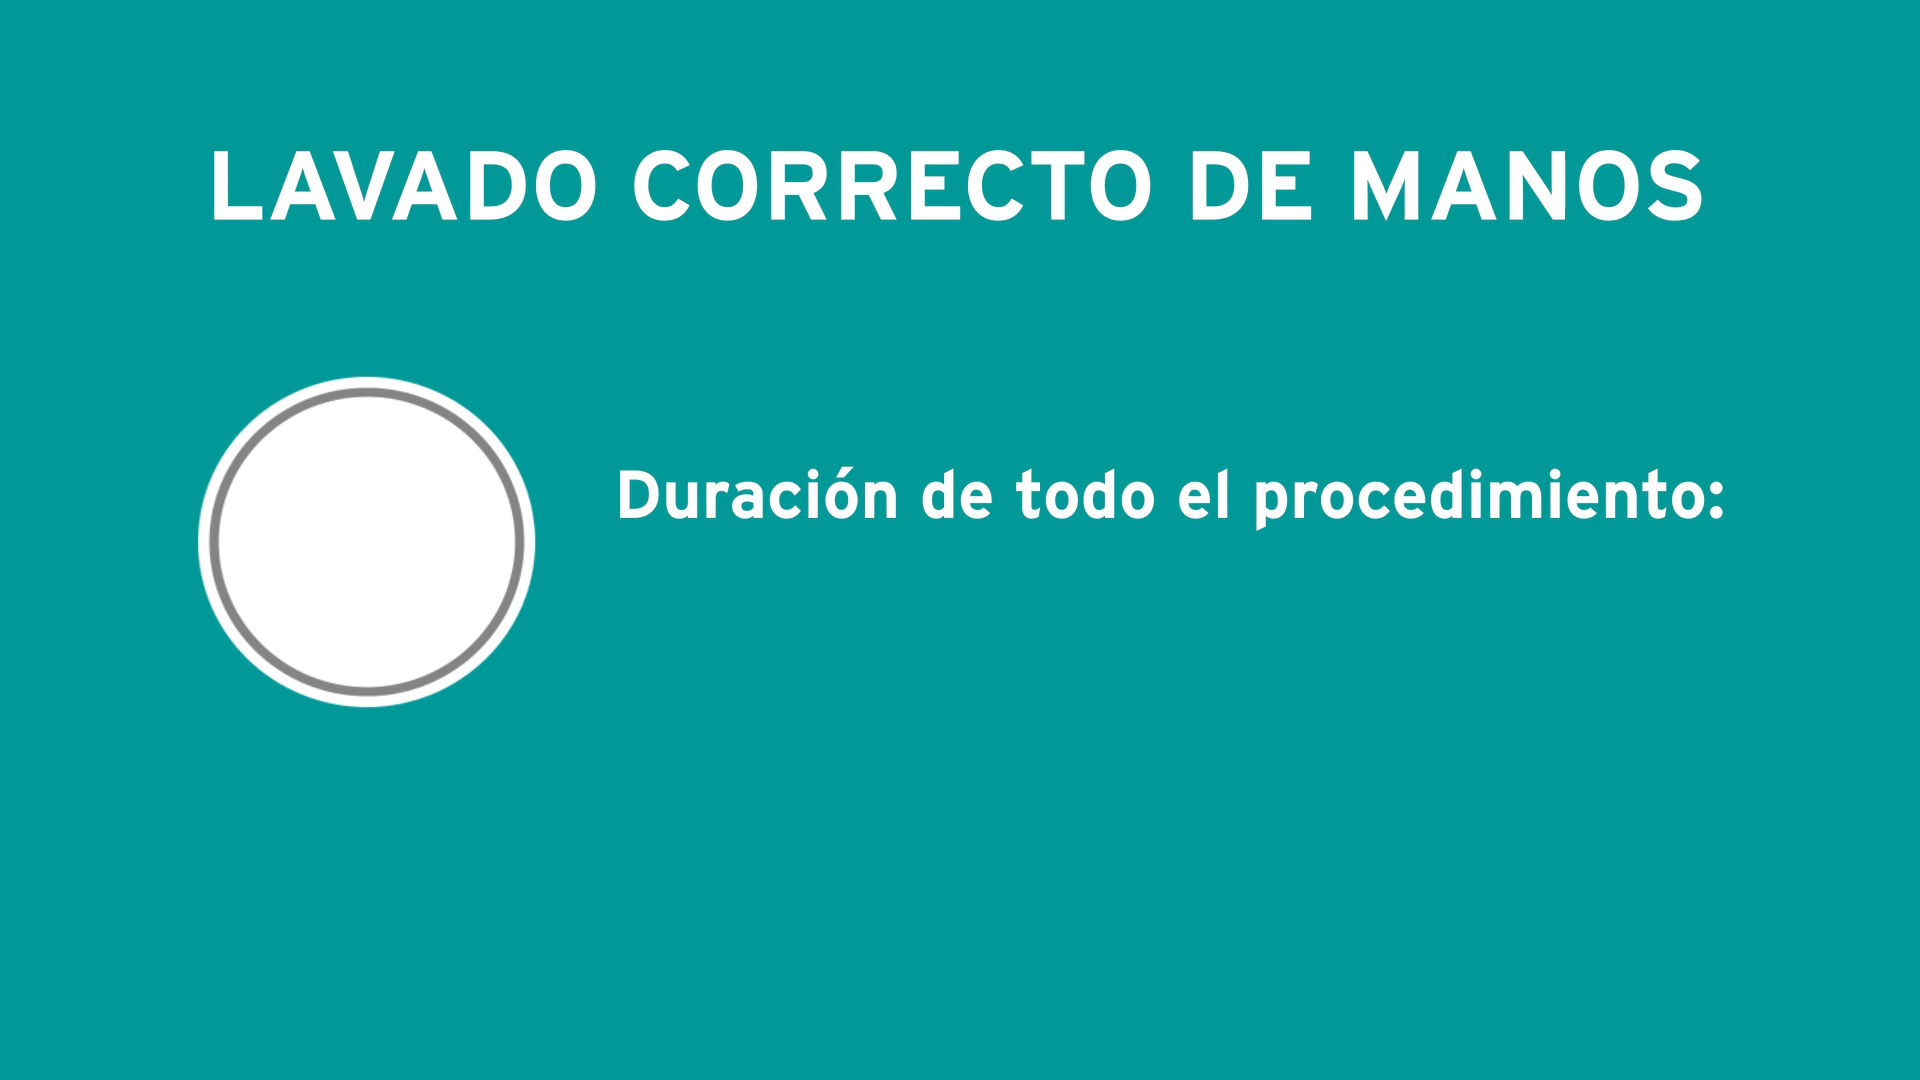 LAVADO CORRECTO DE MANOS
Duración de todo el procedimiento: